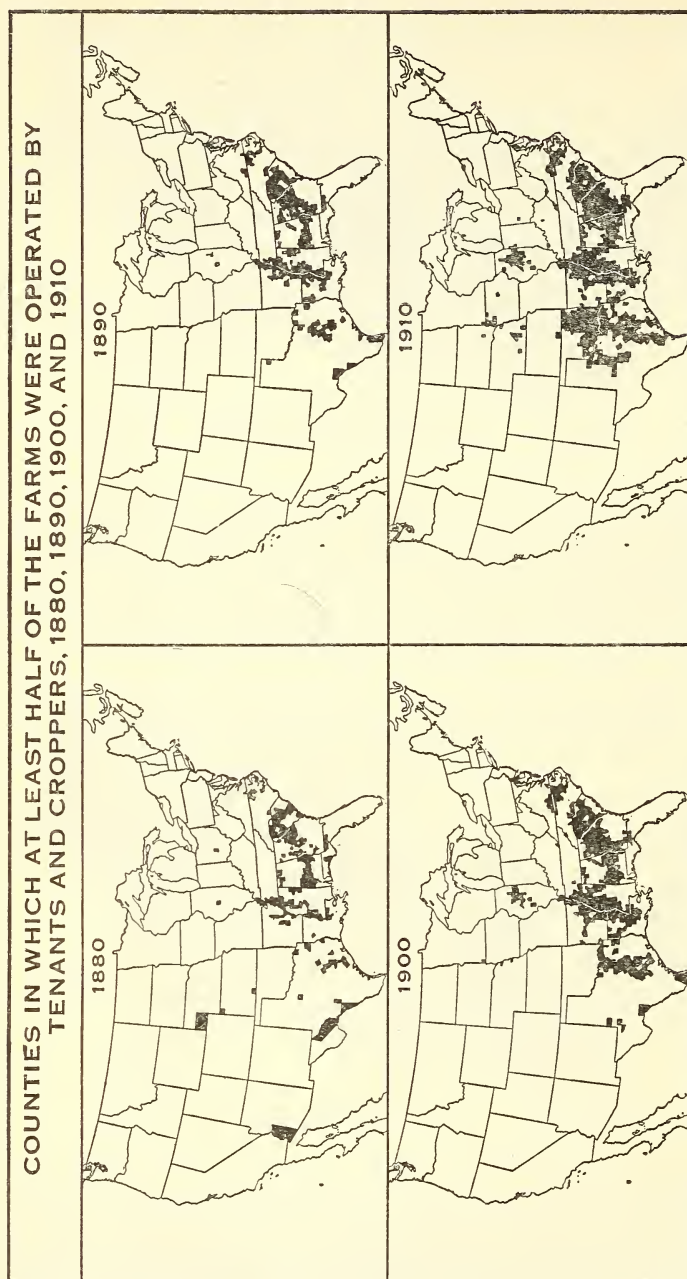 COUNTIES IN WHICH AT LEAST HALF OF THE FARMS WERE OPERATED BY
TENANTS AND CROPPERS, 1880, 1890, 1900, AND 1910
1880
1890
1900
1910